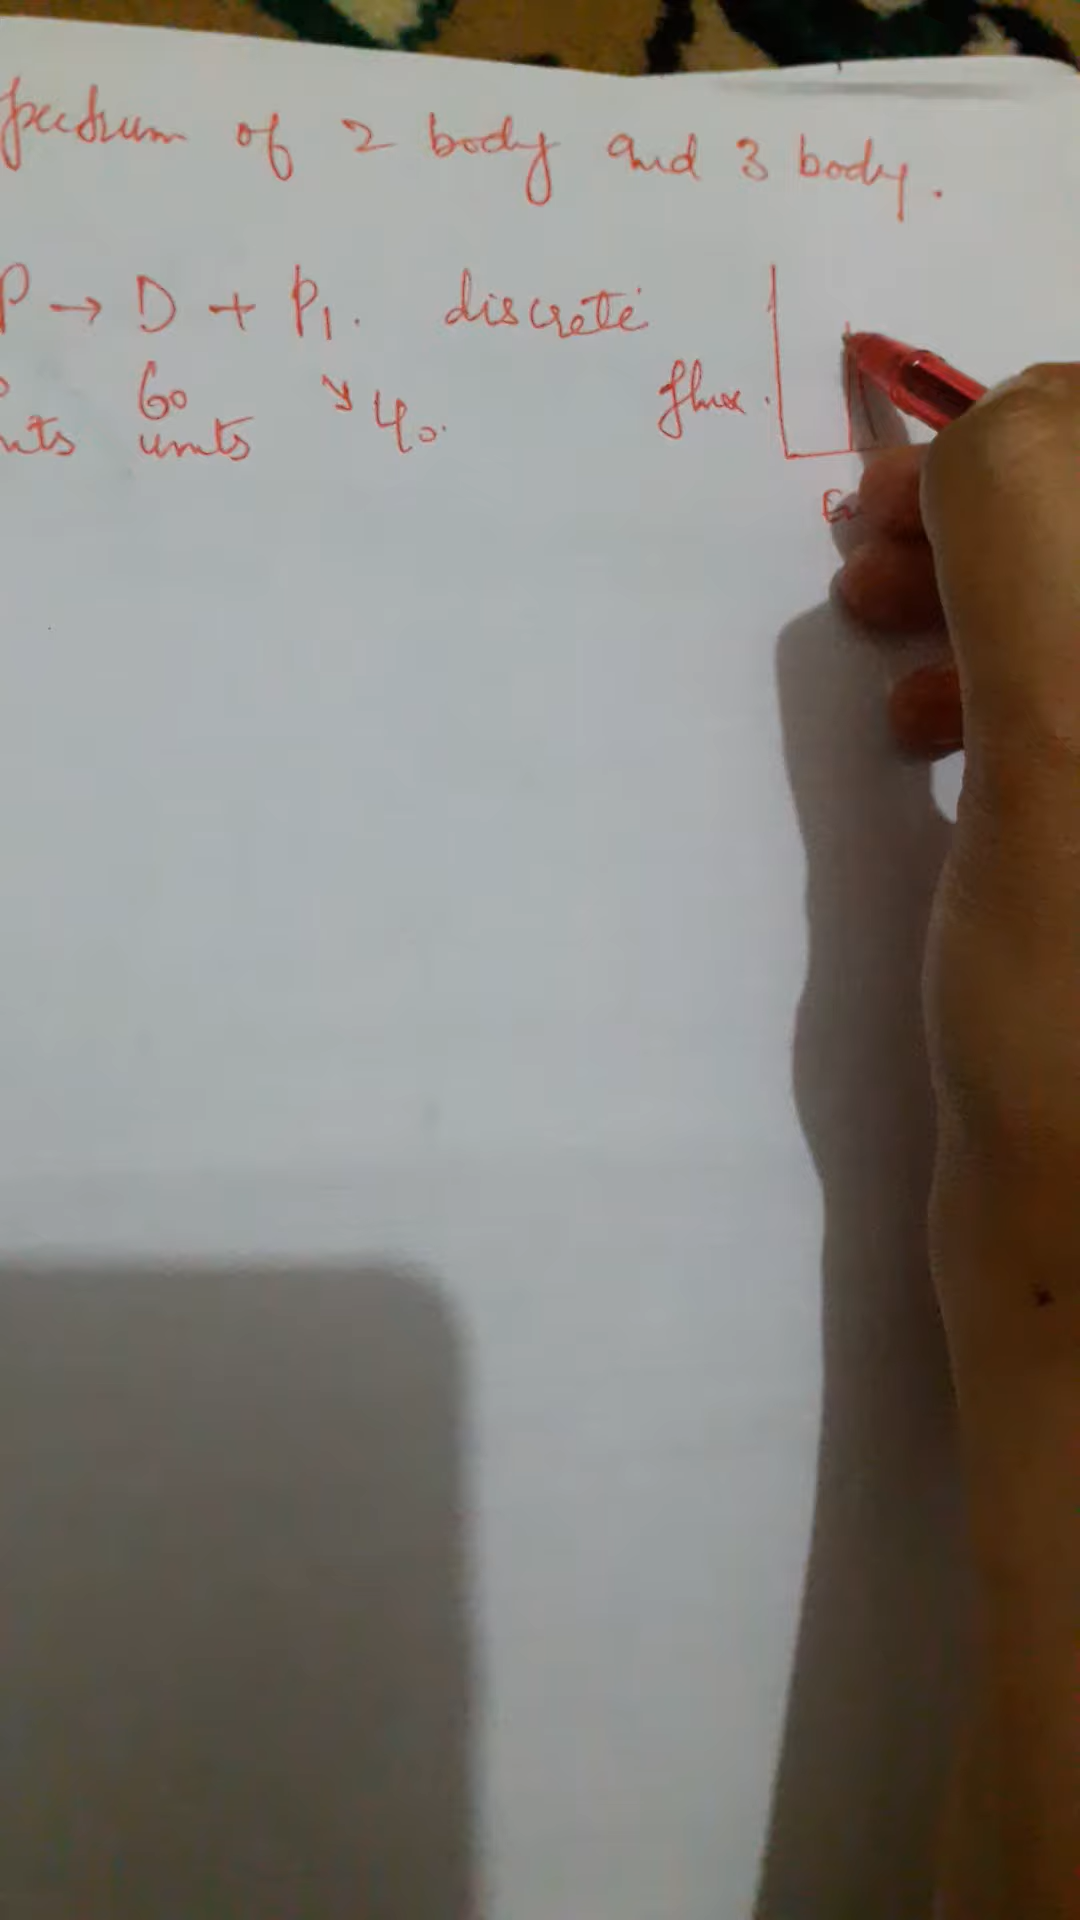 pectrum of 2 body and 3 body.
P → D + P₁. discrete
60 ↘ 40.
nts units
flux.